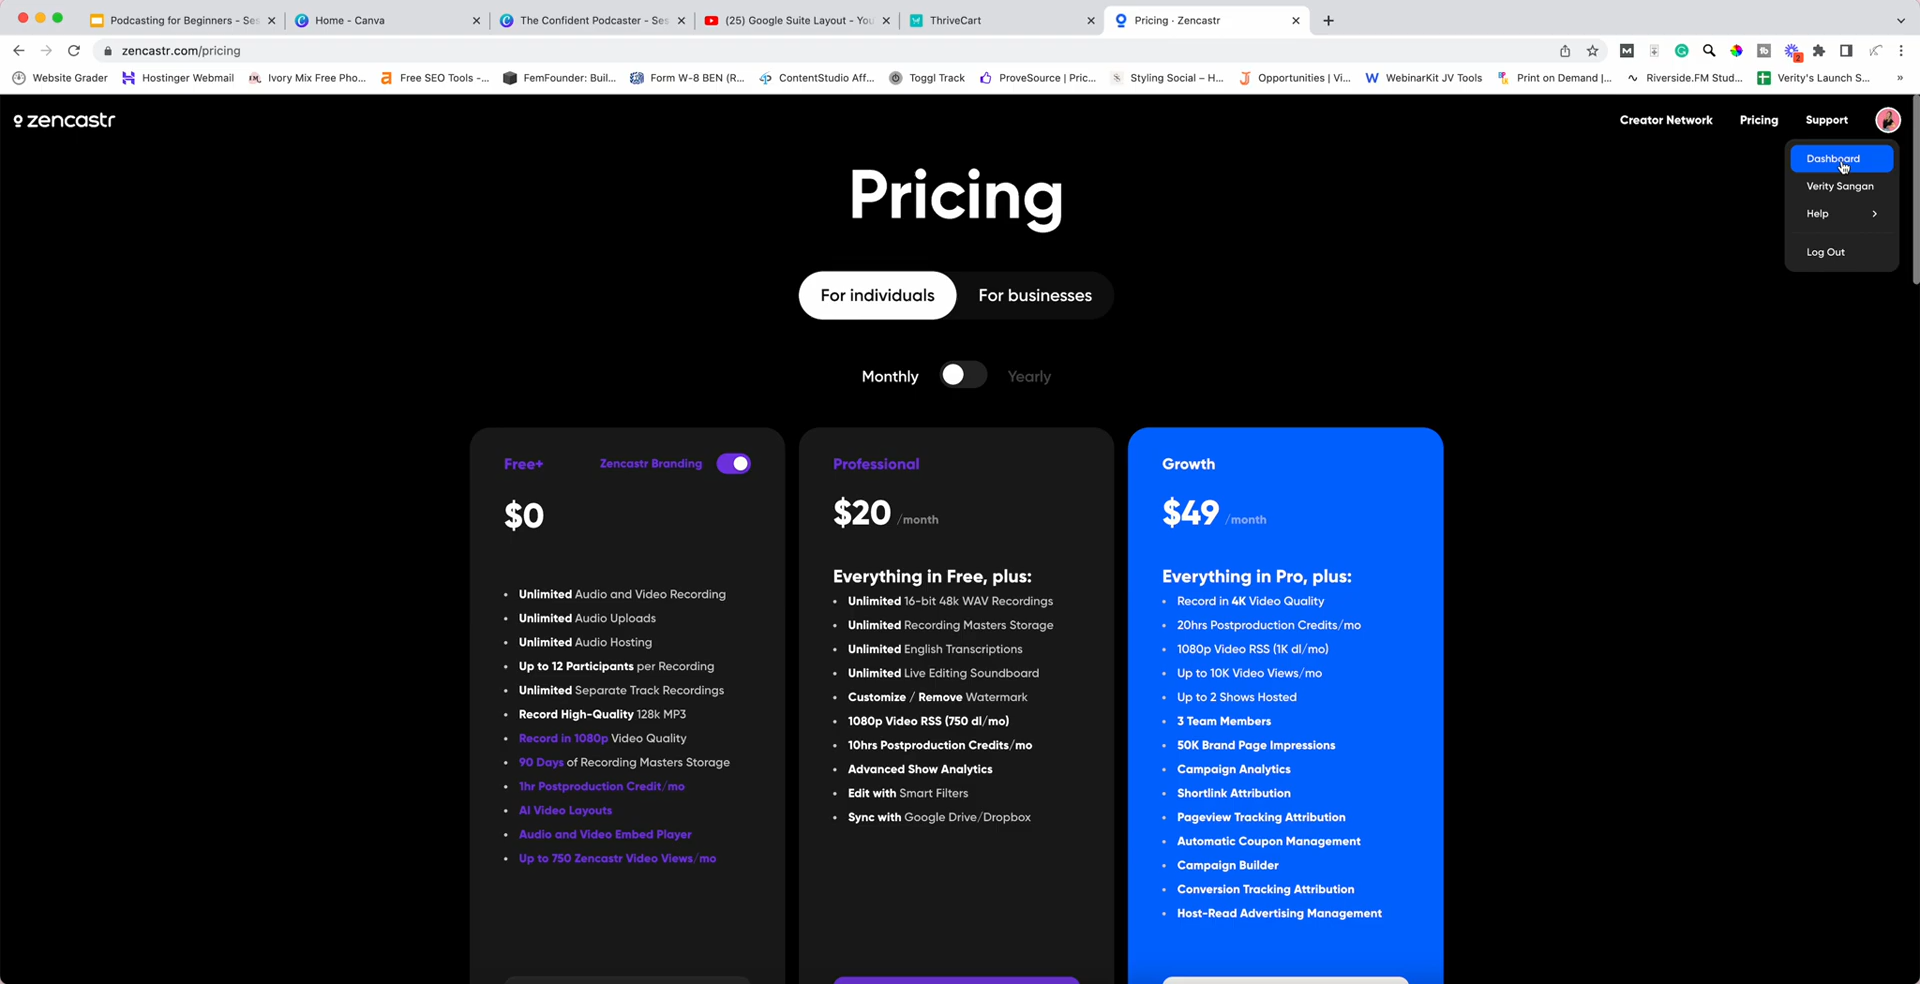 Podcasting for Beginners - Ses
Home - Canva
The Confident Podcaster - Ses
(25) Google Suite Layout - You
ThriveCart
Pricing · Zencastr
zencastr.com/pricing
Website Grader
Hostinger Webmail
Ivory Mix Free Pho...
Free SEO Tools -...
FemFounder: Buil...
Form W-8 BEN (R...
ContentStudio Aff...
Toggl Track
ProveSource | Pric...
Styling Social – H...
Opportunities | Vi...
WebinarKit JV Tools
Print on Demand |...
Riverside.FM Stud...
Verity's Launch S...
zencastr
Creator Network
Pricing
Support
Dashboard
Verity Sangan
Help
Log Out
Pricing
For individuals
For businesses
Monthly
Yearly
Free+
Zencastr Branding
$0
Unlimited Audio and Video Recording
Unlimited Audio Uploads
Unlimited Audio Hosting
Up to 12 Participants per Recording
Unlimited Separate Track Recordings
Record High-Quality 128k MP3
Record in 1080p Video Quality
90 Days of Recording Masters Storage
1hr Postproduction Credit/mo
AI Video Layouts
Audio and Video Embed Player
Up to 750 Zencastr Video Views/mo
Professional
$20 /month
Everything in Free, plus:
Unlimited 16-bit 48k WAV Recordings
Unlimited Recording Masters Storage
Unlimited English Transcriptions
Unlimited Live Editing Soundboard
Customize / Remove Watermark
1080p Video RSS (750 dl/mo)
10hrs Postproduction Credits/mo
Advanced Show Analytics
Edit with Smart Filters
Sync with Google Drive/Dropbox
Growth
$49 /month
Everything in Pro, plus:
Record in 4K Video Quality
20hrs Postproduction Credits/mo
1080p Video RSS (1K dl/mo)
Up to 10K Video Views/mo
Up to 2 Shows Hosted
3 Team Members
50K Brand Page Impressions
Campaign Analytics
Shortlink Attribution
Pageview Tracking Attribution
Automatic Coupon Management
Campaign Builder
Conversion Tracking Attribution
Host-Read Advertising Management